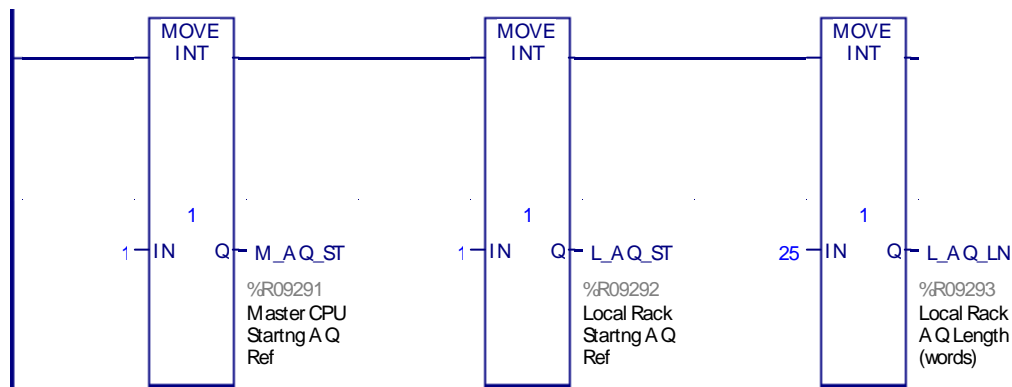 MOVE
INT
MOVE
INT
MOVE
INT
1
1
1
1 IN Q M_AQ_ST
1 IN Q L_AQ_ST
25 IN Q L_AQ_LN
%R09291
Master CPU
Startng AQ
Ref
%R09292
Local Rack
Startng AQ
Ref
%R09293
Local Rack
AQ Length
(words)